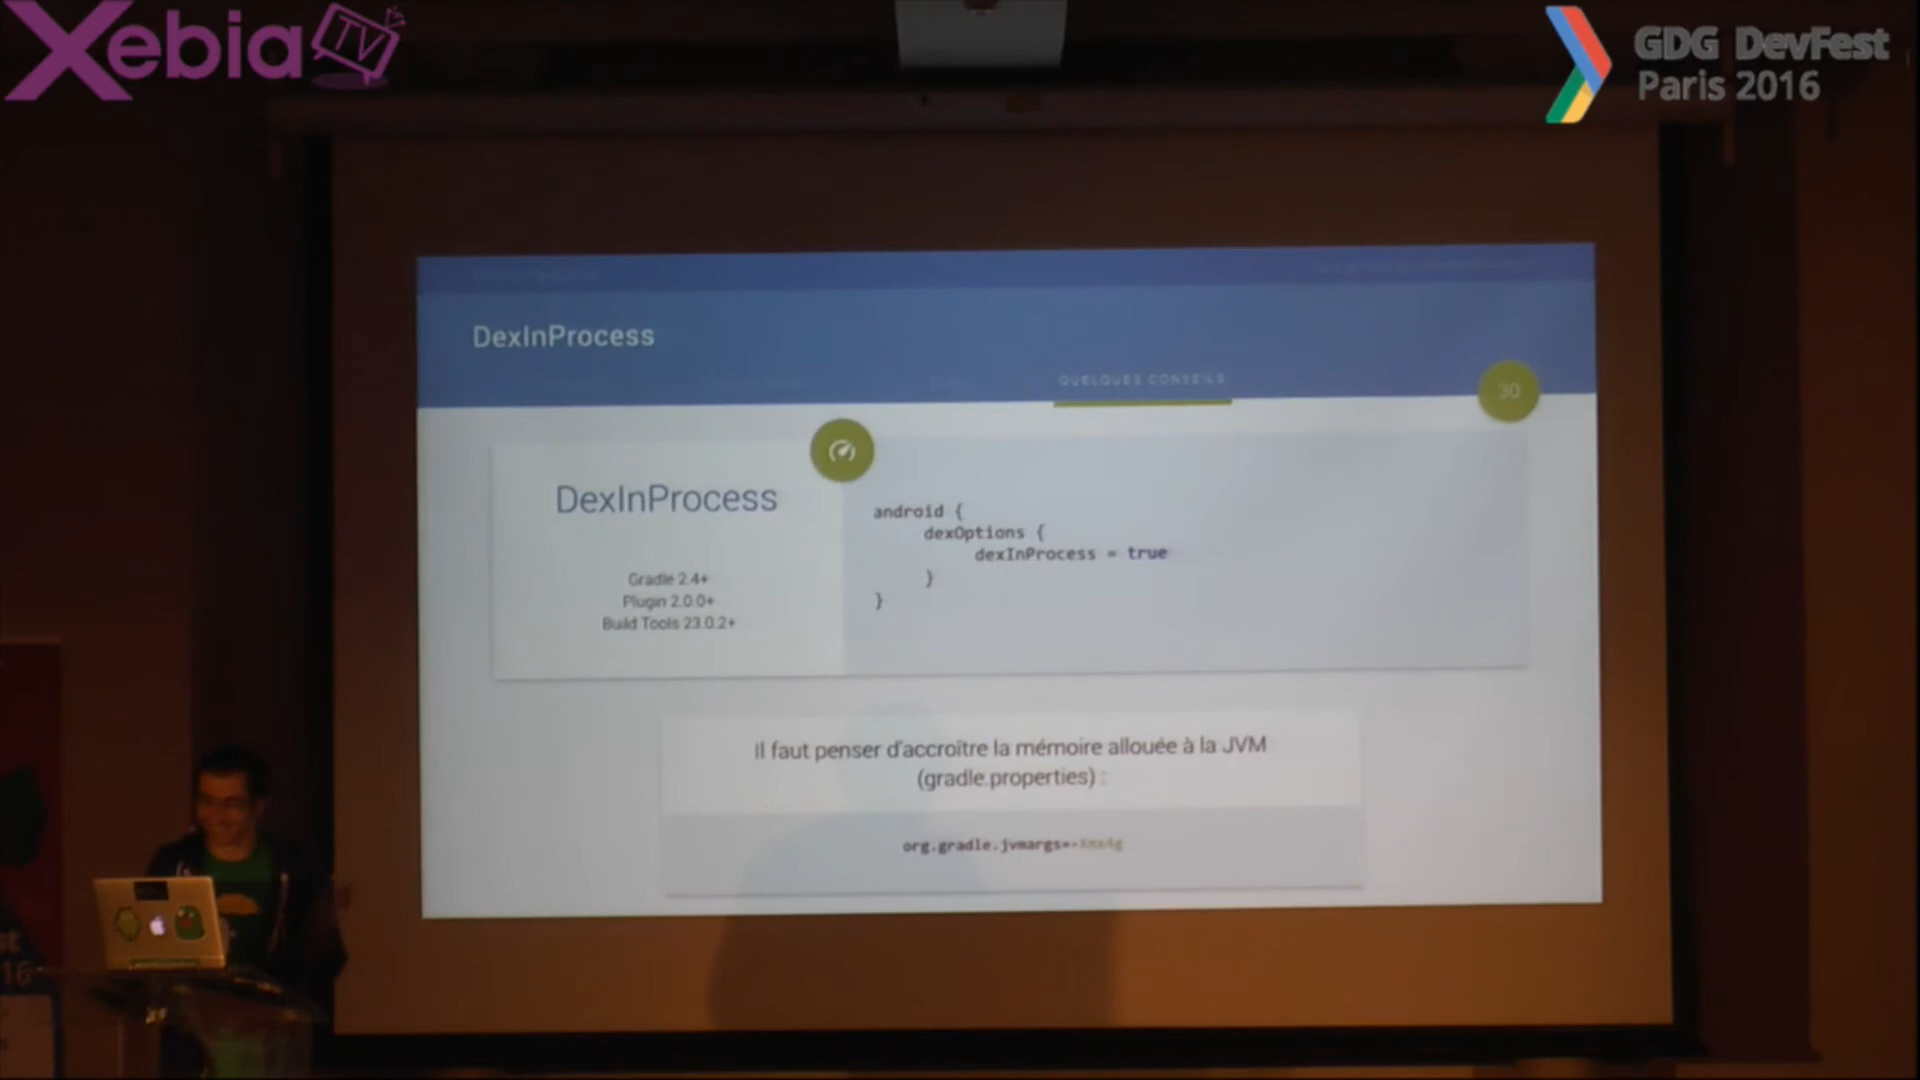 Xebia TV
GDG DevFest
Paris 2016
DexInProcess
QUELQUES CONSEILS
30
DexInProcess
Gradle 2.4+
Plugin 2.0.0+
Build Tools 23.0.2+
android {
dexOptions {
dexInProcess = true
}
}
Il faut penser d'accroître la mémoire allouée à la JVM
(gradle.properties) :
org.gradle.jvmargs=-Xmx4g
st
16